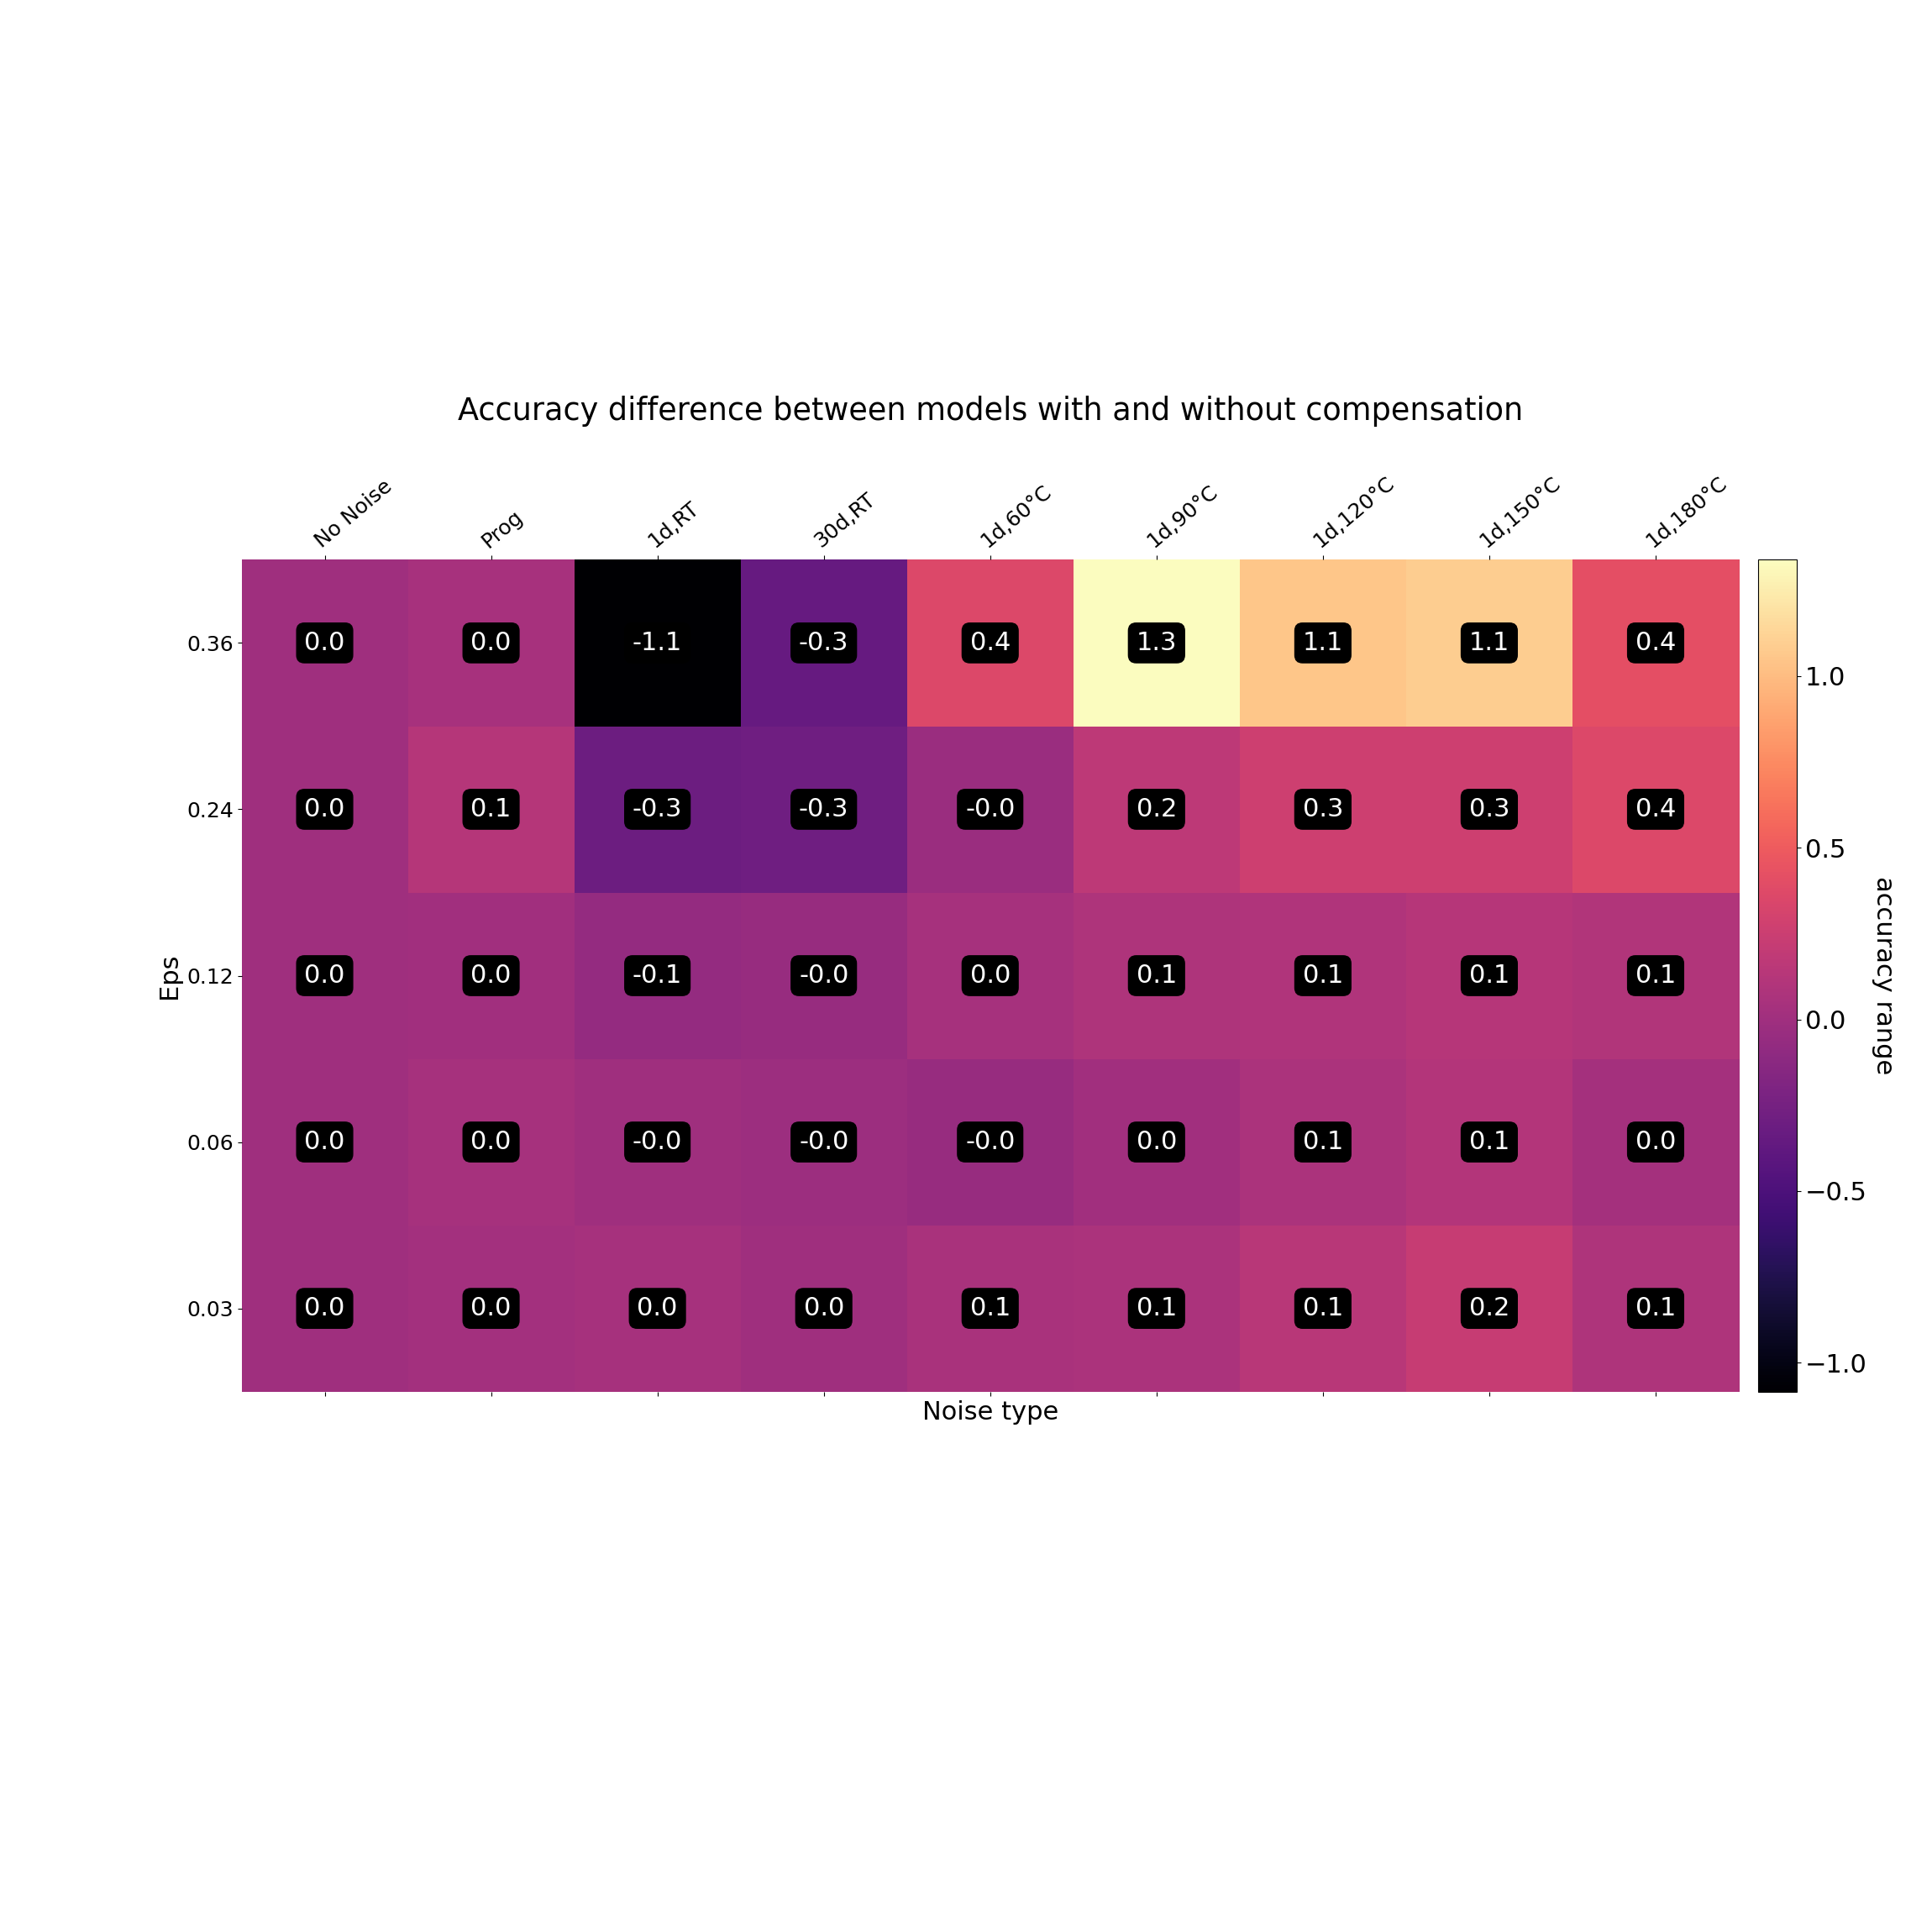 Accuracy difference between models with and without compensation
No Noise Prog 1d,RT 30d,RT 1d,60°C 1d,90°C 1d,120°C 1d,150°C 1d,180°C
0.36 0.0 0.0 -1.1 -0.3 0.4 1.3 1.1 1.1 0.4
0.24 0.0 0.1 -0.3 -0.3 -0.0 0.2 0.3 0.3 0.4
0.12 0.0 0.0 -0.1 -0.0 0.0 0.1 0.1 0.1 0.1
0.06 0.0 0.0 -0.0 -0.0 -0.0 0.0 0.1 0.1 0.0
0.03 0.0 0.0 0.0 0.0 0.1 0.1 0.1 0.2 0.1
Eps
Noise type
1.0
0.5
0.0
−0.5
−1.0
accuracy range